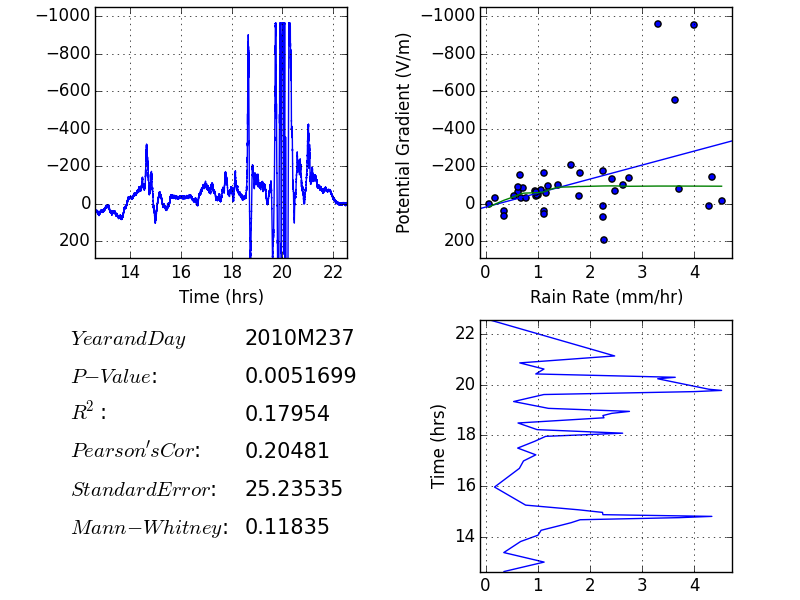 −1000
−800
−600
−400
−200
0
200
14 16 18 20 22
Time (hrs)
Potential Gradient (V/m)
−1000
−800
−600
−400
−200
0
200
0 1 2 3 4
Rain Rate (mm/hr)
YearandDay 2010M237
P−Value: 0.0051699
R²: 0.17954
Pearson'sCor: 0.20481
StandardError: 25.23535
Mann−Whitney: 0.11835
Time (hrs)
22
20
18
16
14
0 1 2 3 4